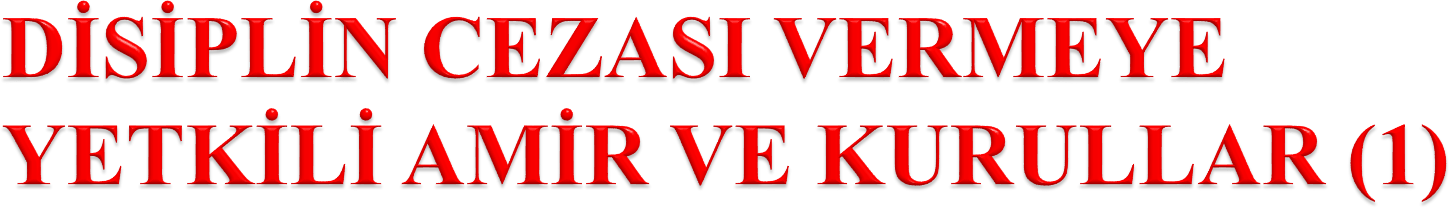 DİSİPLİN CEZASI VERMEYE
YETKİLİ AMİR VE KURULLAR (1)